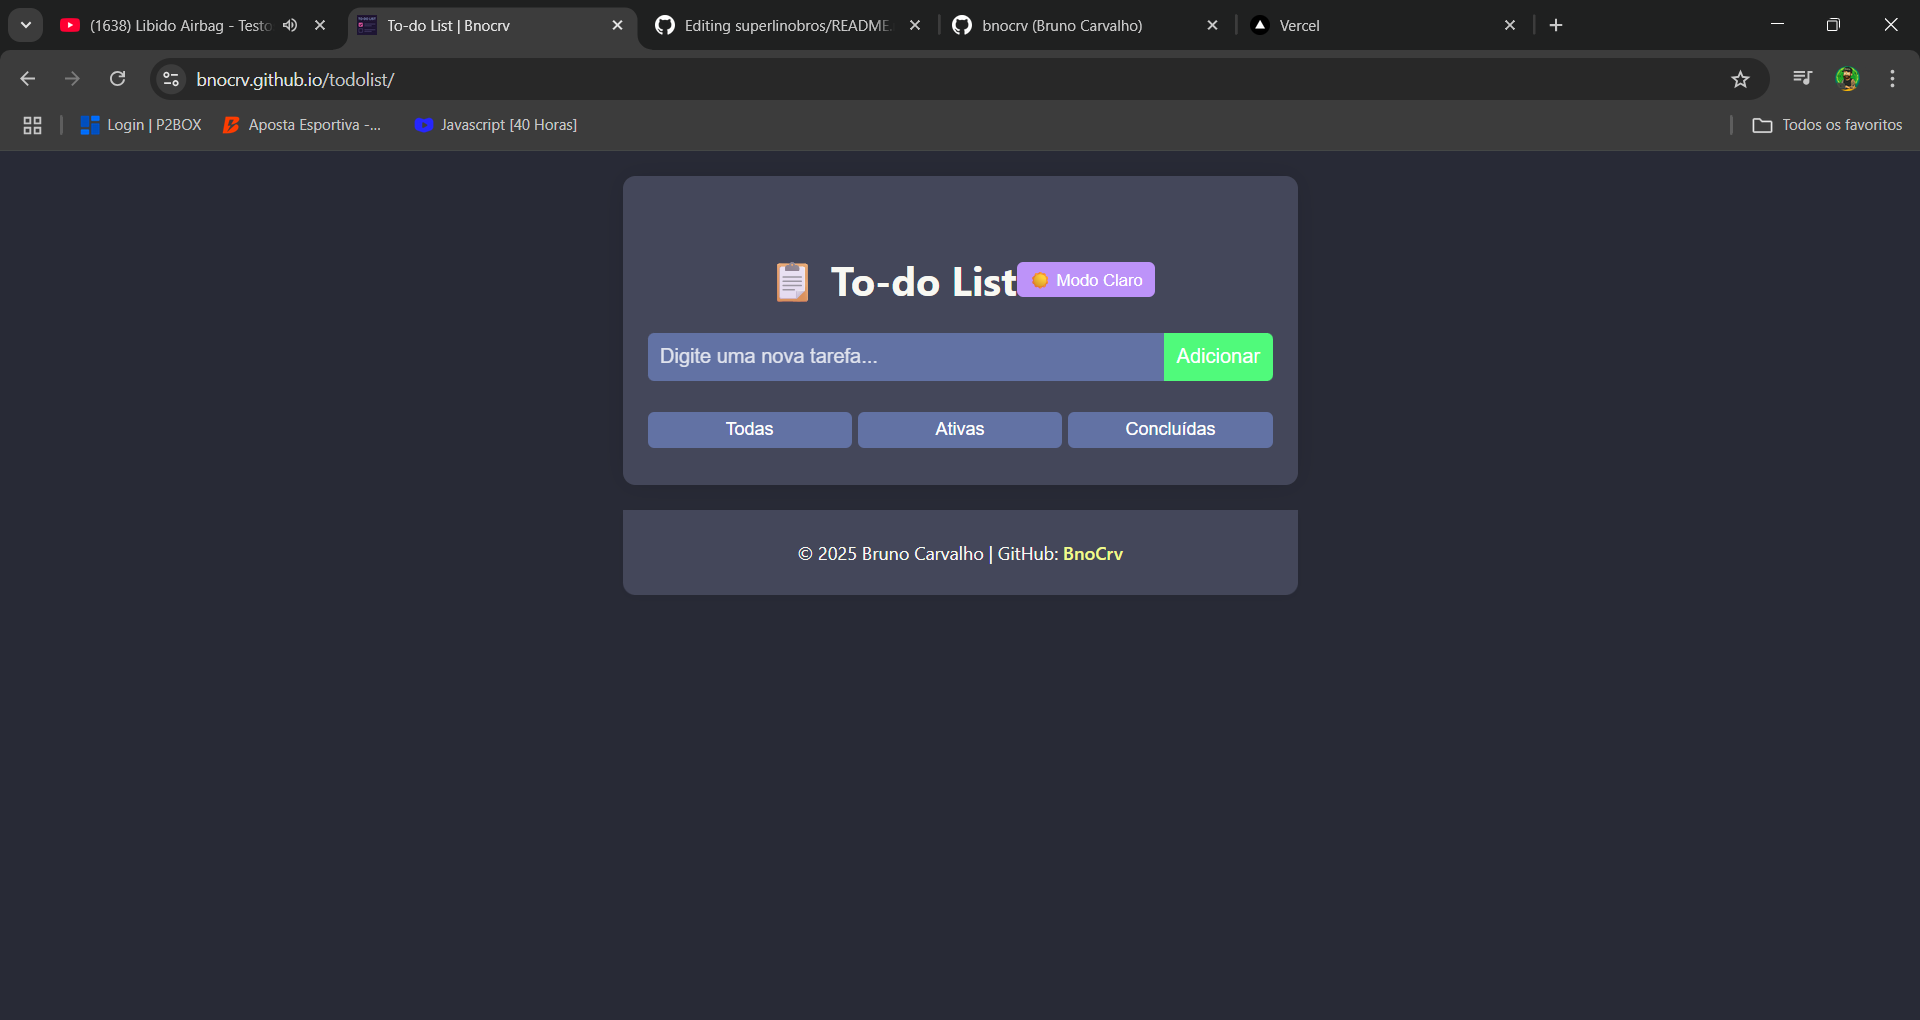 (1638) Libido Airbag - Testo
To-do List | Bnocrv
Editing superlinobros/README.
bnocrv (Bruno Carvalho)
Vercel
bnocrv.github.io/todolist/
Login | P2BOX
Aposta Esportiva -...
Javascript [40 Horas]
Todos os favoritos
To-do List
Modo Claro
Digite uma nova tarefa...
Adicionar
Todas
Ativas
Concluídas
© 2025 Bruno Carvalho | GitHub: BnoCrv